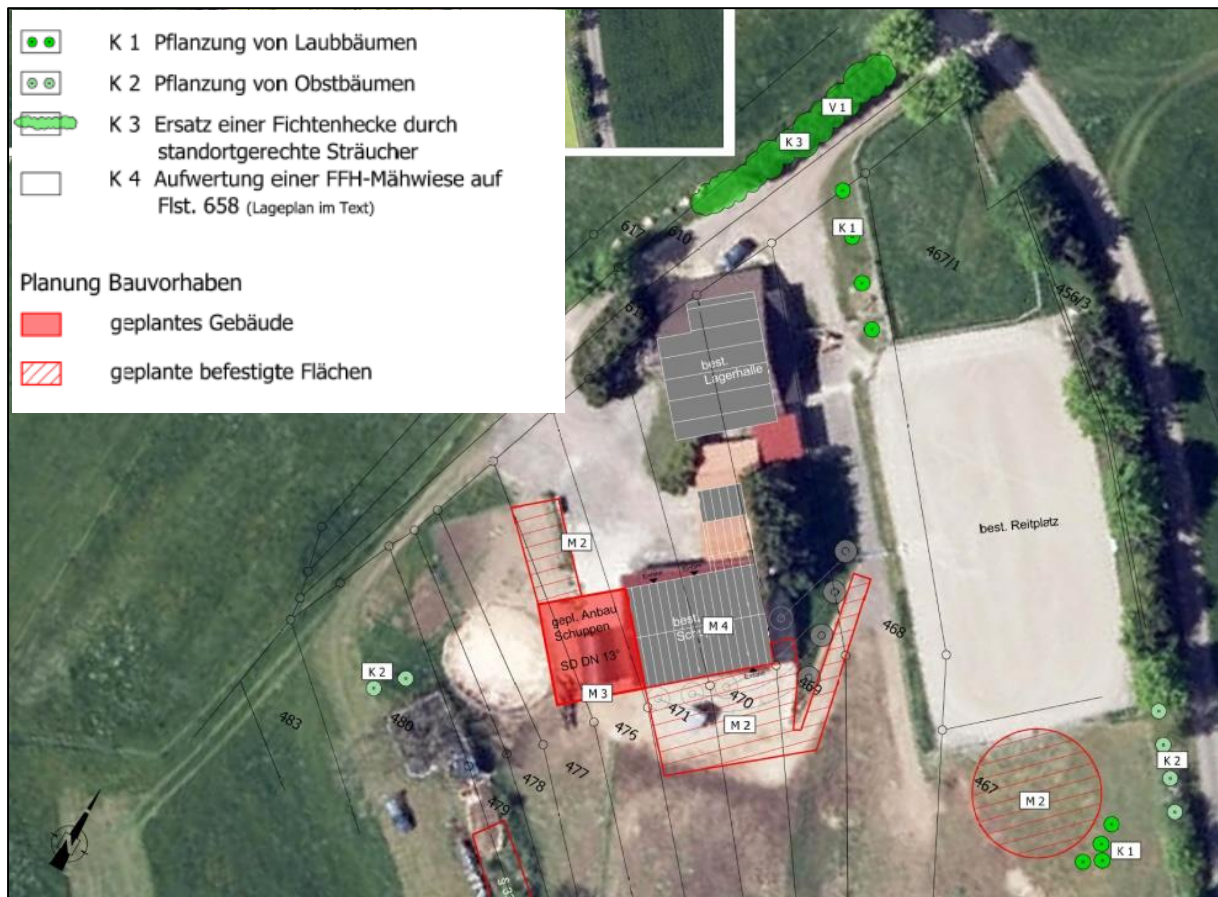 K 1 Pflanzung von Laubbäumen
K 2 Pflanzung von Obstbäumen
K 3 Ersatz einer Fichtenhecke durch
standortgerechte Sträucher
K 4 Aufwertung einer FFH-Mähwiese auf
Flst. 658 (Lageplan im Text)
Planung Bauvorhaben
geplantes Gebäude
geplante befestigte Flächen
V 1
K 3
K 1
617
610
467/1
456/3
best.
Lagerhalle
best. Reitplatz
M 2
gepl. Anbau
Schuppen
SD DN 13°
best.
M 4
M 3
K 2
468
469
470
471
M 2
476
477
478
479
480
483
467
M 2
K 2
K 1
N